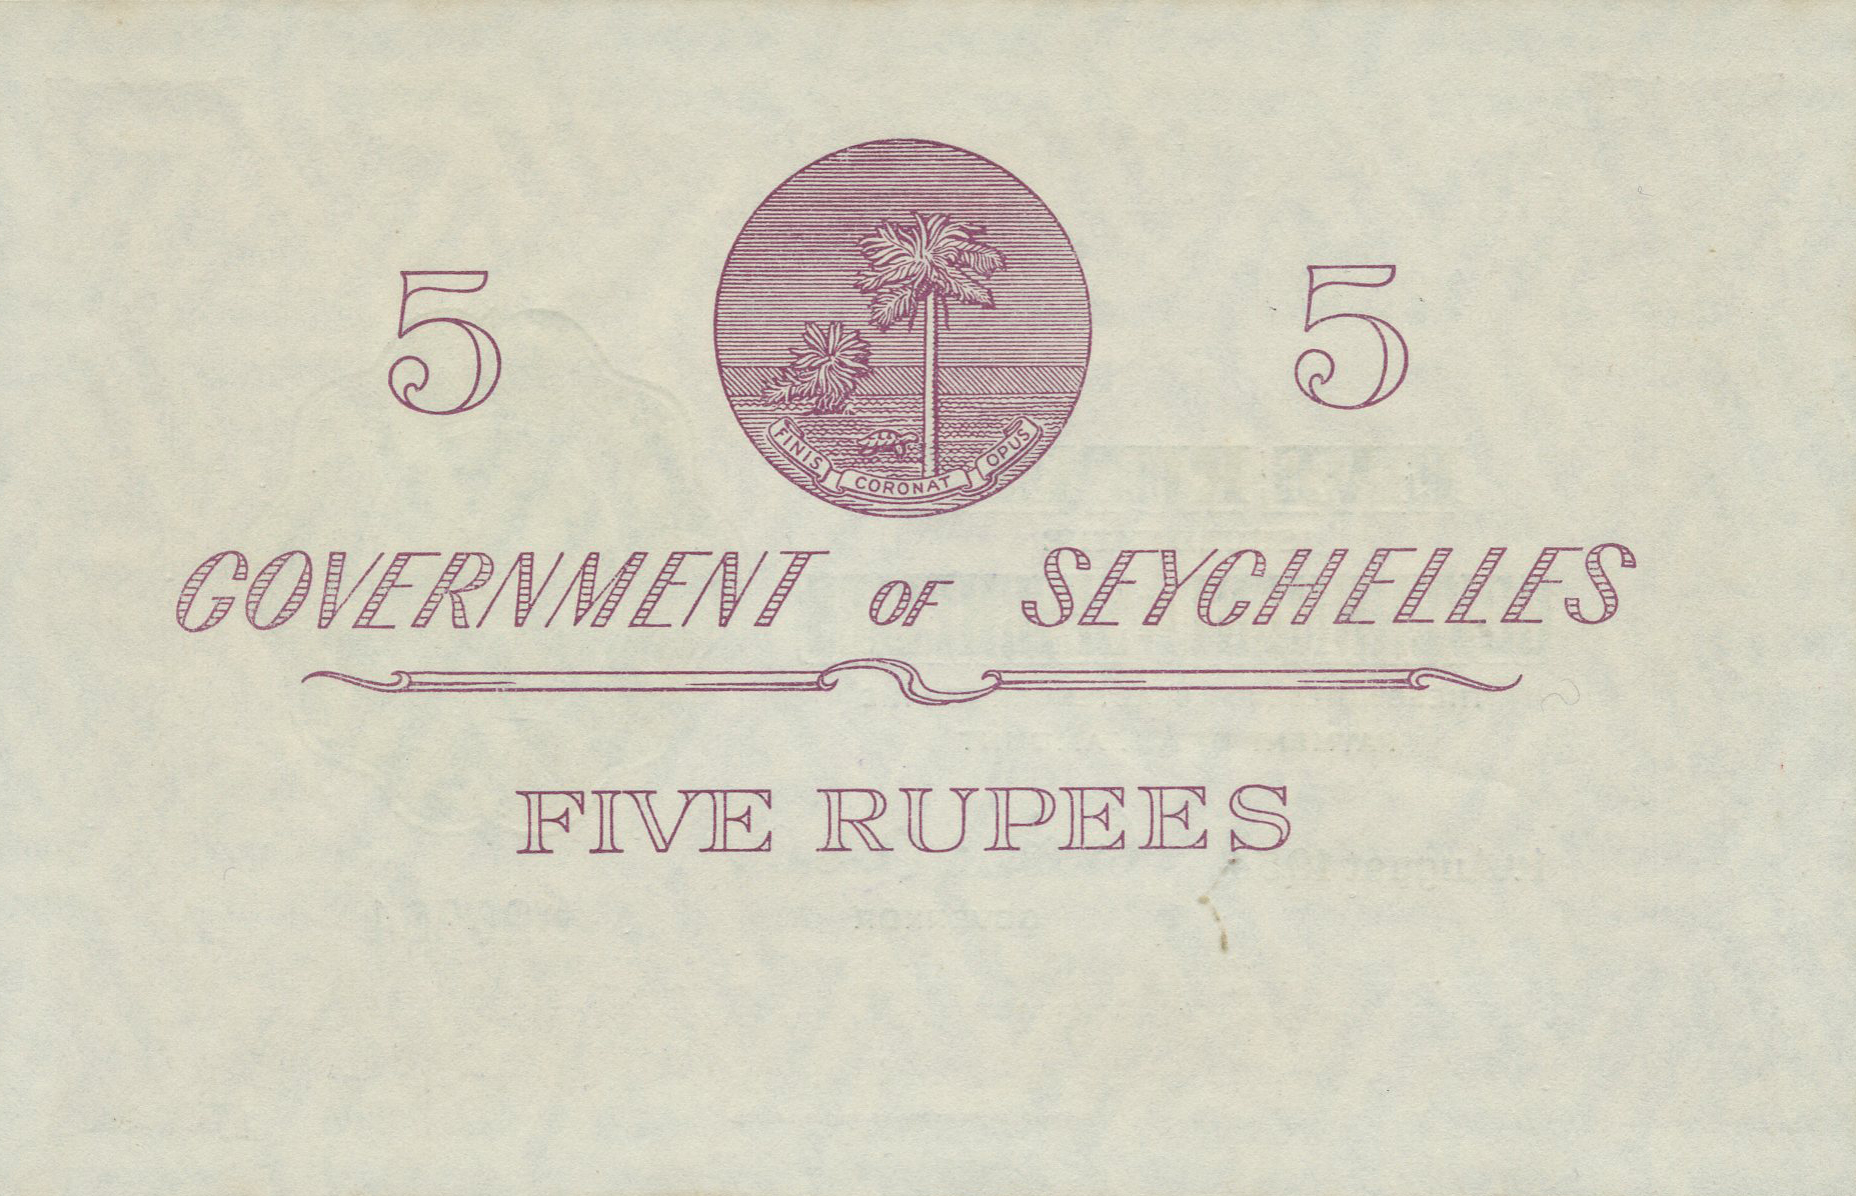 5 5
FINIS CORONAT OPUS
GOVERNMENT OF SEYCHELLES
FIVE RUPEES